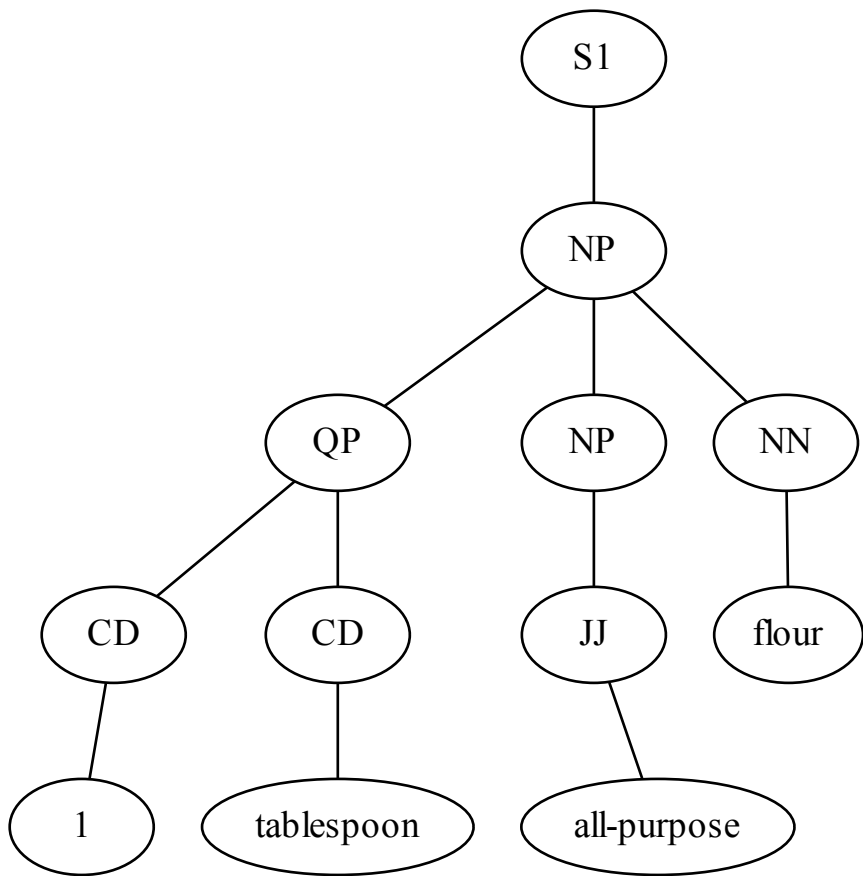 S1
NP
QP NP NN
CD CD JJ flour
1 tablespoon all-purpose